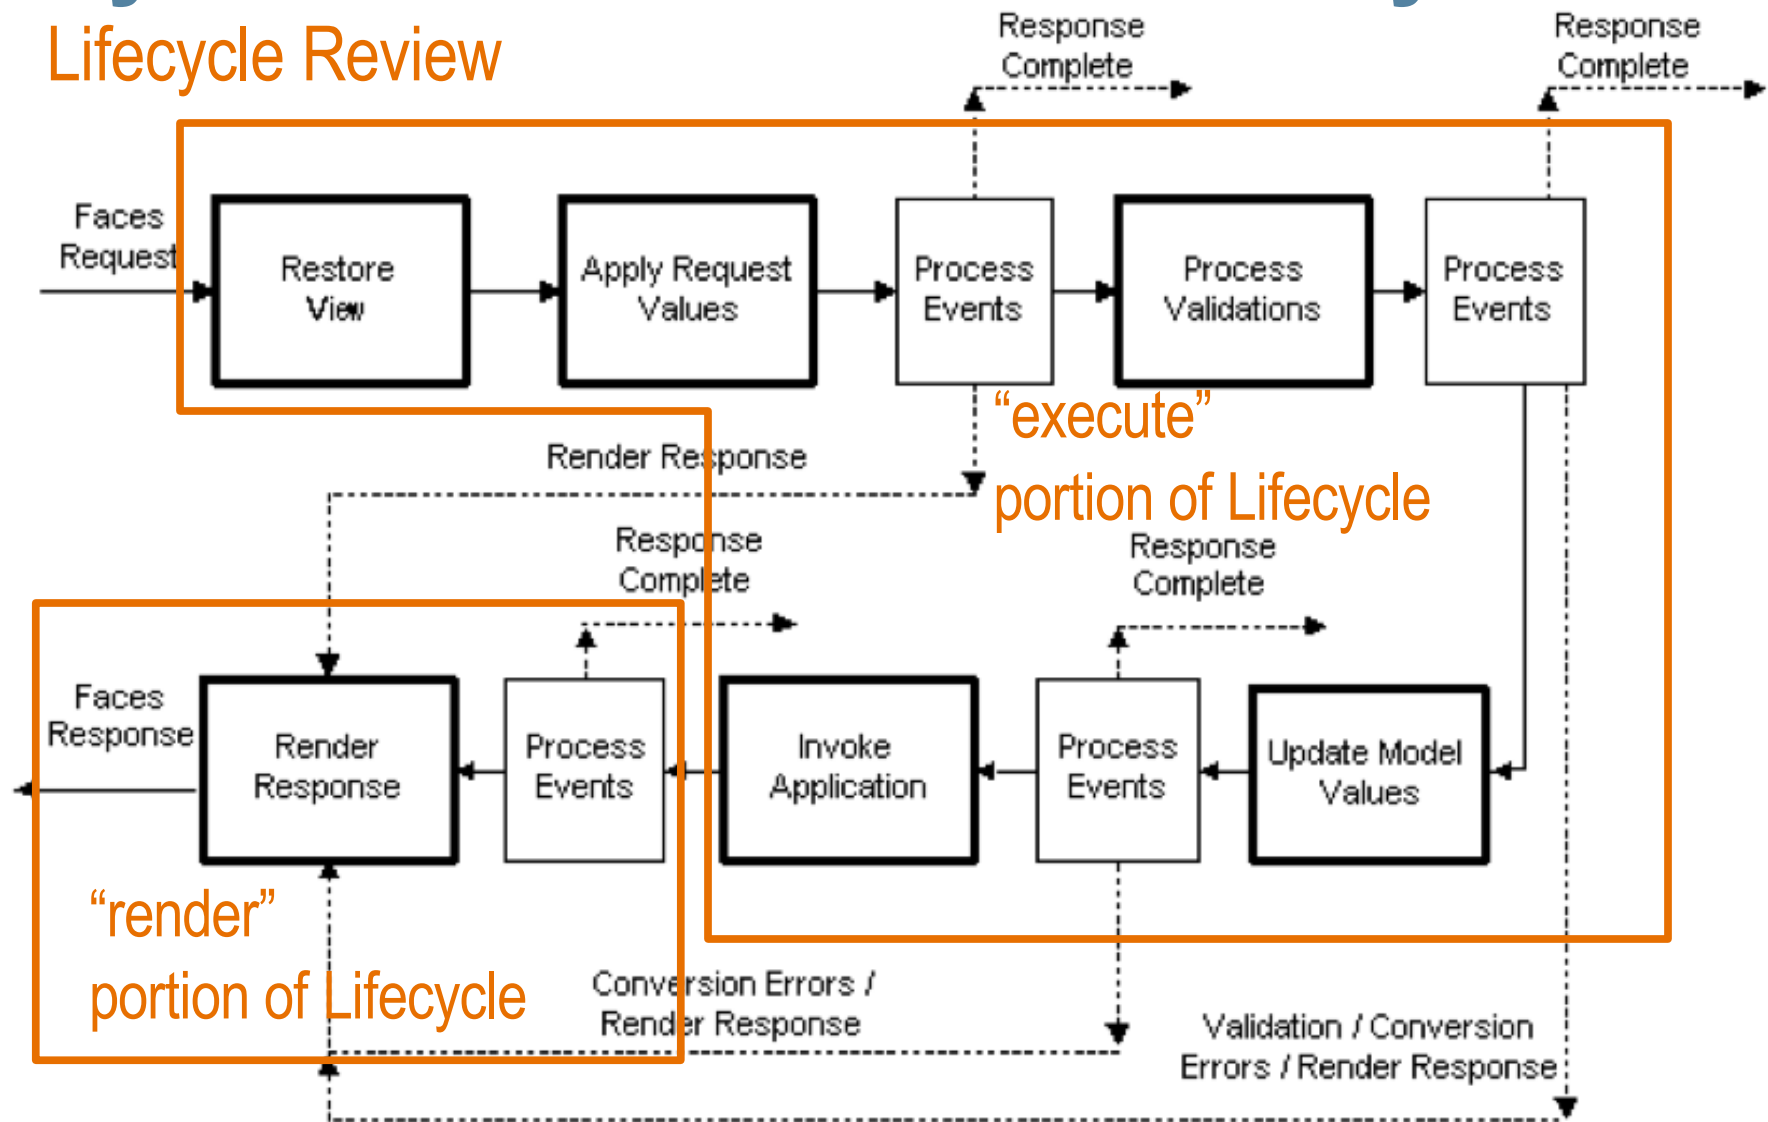 Lifecycle Review
Response
Complete
Response
Complete
Faces
Request
Restore
View
Apply Request
Values
Process
Events
Process
Validations
Process
Events
“execute”
portion of Lifecycle
Render Response
Response
Complete
Response
Complete
Faces
Response
Render
Response
Process
Events
Invoke
Application
Process
Events
Update Model
Values
“render”
portion of Lifecycle
Conversion Errors /
Render Response
Validation / Conversion
Errors / Render Response